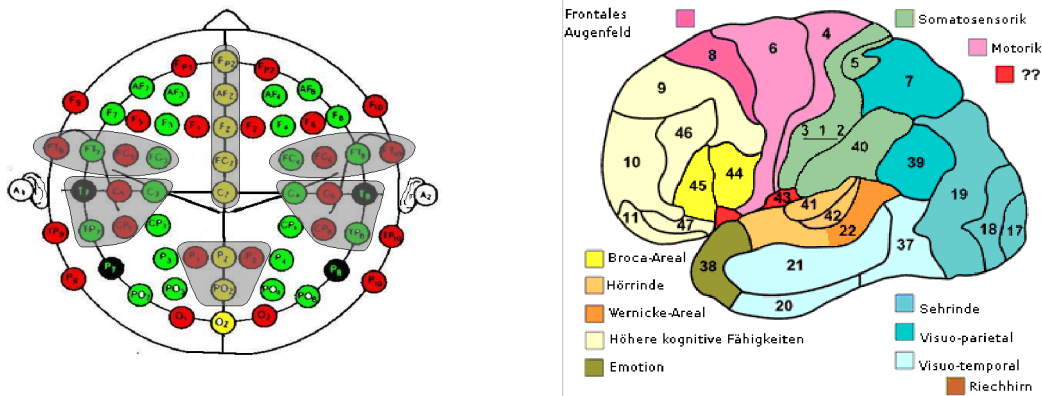 FP1 FPZ FP2
AF7 AF3 AFZ AF4 AF8
F9 F10
F7 F5 F3 F1 FZ F2 F4 F6 F8
FT9 FT7 FC5 FC3 FCZ FC4 FC6 FT8 FT10
A1 T7 C5 C3 CZ C4 C6 T8 A2
TP9 TP7 CP5 CP3 CP4 CP6 TP8 TP10
P9 P7 P3 P1 PZ P2 P4 P8 P10
PO7 PO3 POZ PO4 PO8
O1 OZ O2
Frontales
Augenfeld
Somatosensorik
Motorik
??
4
6
8
5
7
9
46
3 1 2
40
10
44
45
39
43
41
42
19
11
47
22
37
18
17
38
21
20
Broca-Areal
Hörrinde
Wernicke-Areal
Höhere kognitive Fähigkeiten
Emotion
Sehrinde
Visuo-parietal
Visuo-temporal
Riechhirn